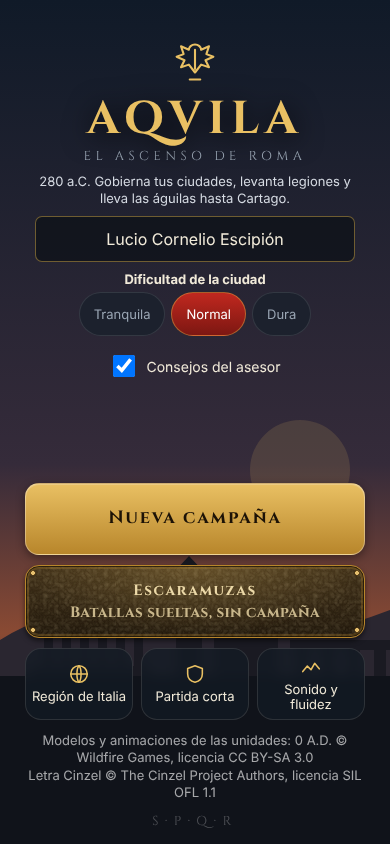 AQVILA
EL ASCENSO DE ROMA
280 a.C. Gobierna tus ciudades, levanta legiones y
lleva las águilas hasta Cartago.
Lucio Cornelio Escipión
Dificultad de la ciudad
Tranquila
Normal
Dura
Consejos del asesor
Nueva campaña
Escaramuzas
Batallas sueltas, sin campaña
Región de Italia
Partida corta
Sonido y
fluidez
Modelos y animaciones de las unidades: 0 A.D. ©
Wildfire Games, licencia CC BY-SA 3.0
Letra Cinzel © The Cinzel Project Authors, licencia SIL
OFL 1.1
S·P·Q·R